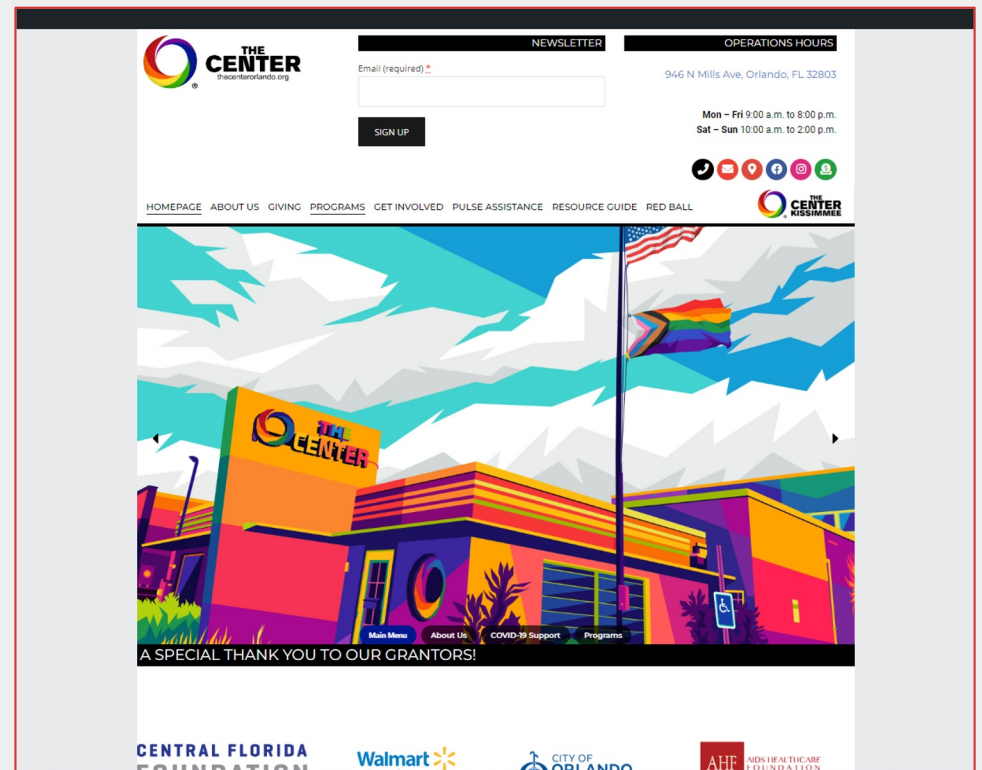 THE
CENTER
thecenterorlando.org
®
NEWSLETTER
Email (required) *
SIGN UP
OPERATIONS HOURS
946 N Mills Ave, Orlando, FL 32803
Mon – Fri 9:00 a.m. to 8:00 p.m.
Sat – Sun 10:00 a.m. to 2:00 p.m.
HOMEPAGE ABOUT US GIVING PROGRAMS GET INVOLVED PULSE ASSISTANCE RESOURCE GUIDE RED BALL
THE
CENTER
KISSIMMEE
THE
CENTER
Main Menu About Us COVID-19 Support Programs
A SPECIAL THANK YOU TO OUR GRANTORS!
CENTRAL FLORIDA
FOUNDATION
Walmart
CITY OF
ORLANDO
AHF AIDS HEALTHCARE
FOUNDATION